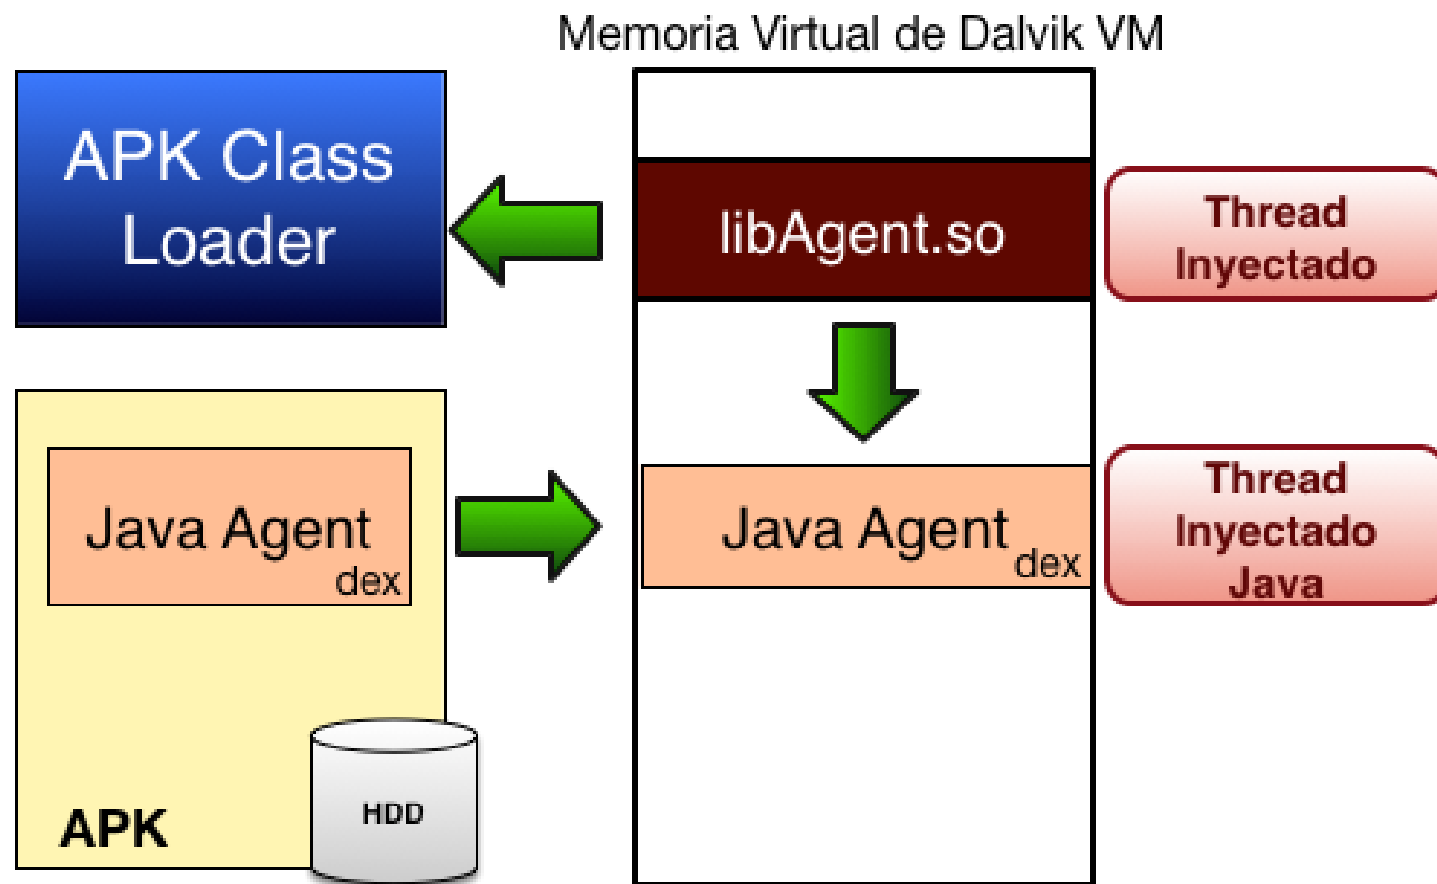 Memoria Virtual de Dalvik VM
APK Class
Loader
libAgent.so
Thread
Inyectado
Java Agent
dex
Java Agent
dex
Thread
Inyectado
Java
APK
HDD